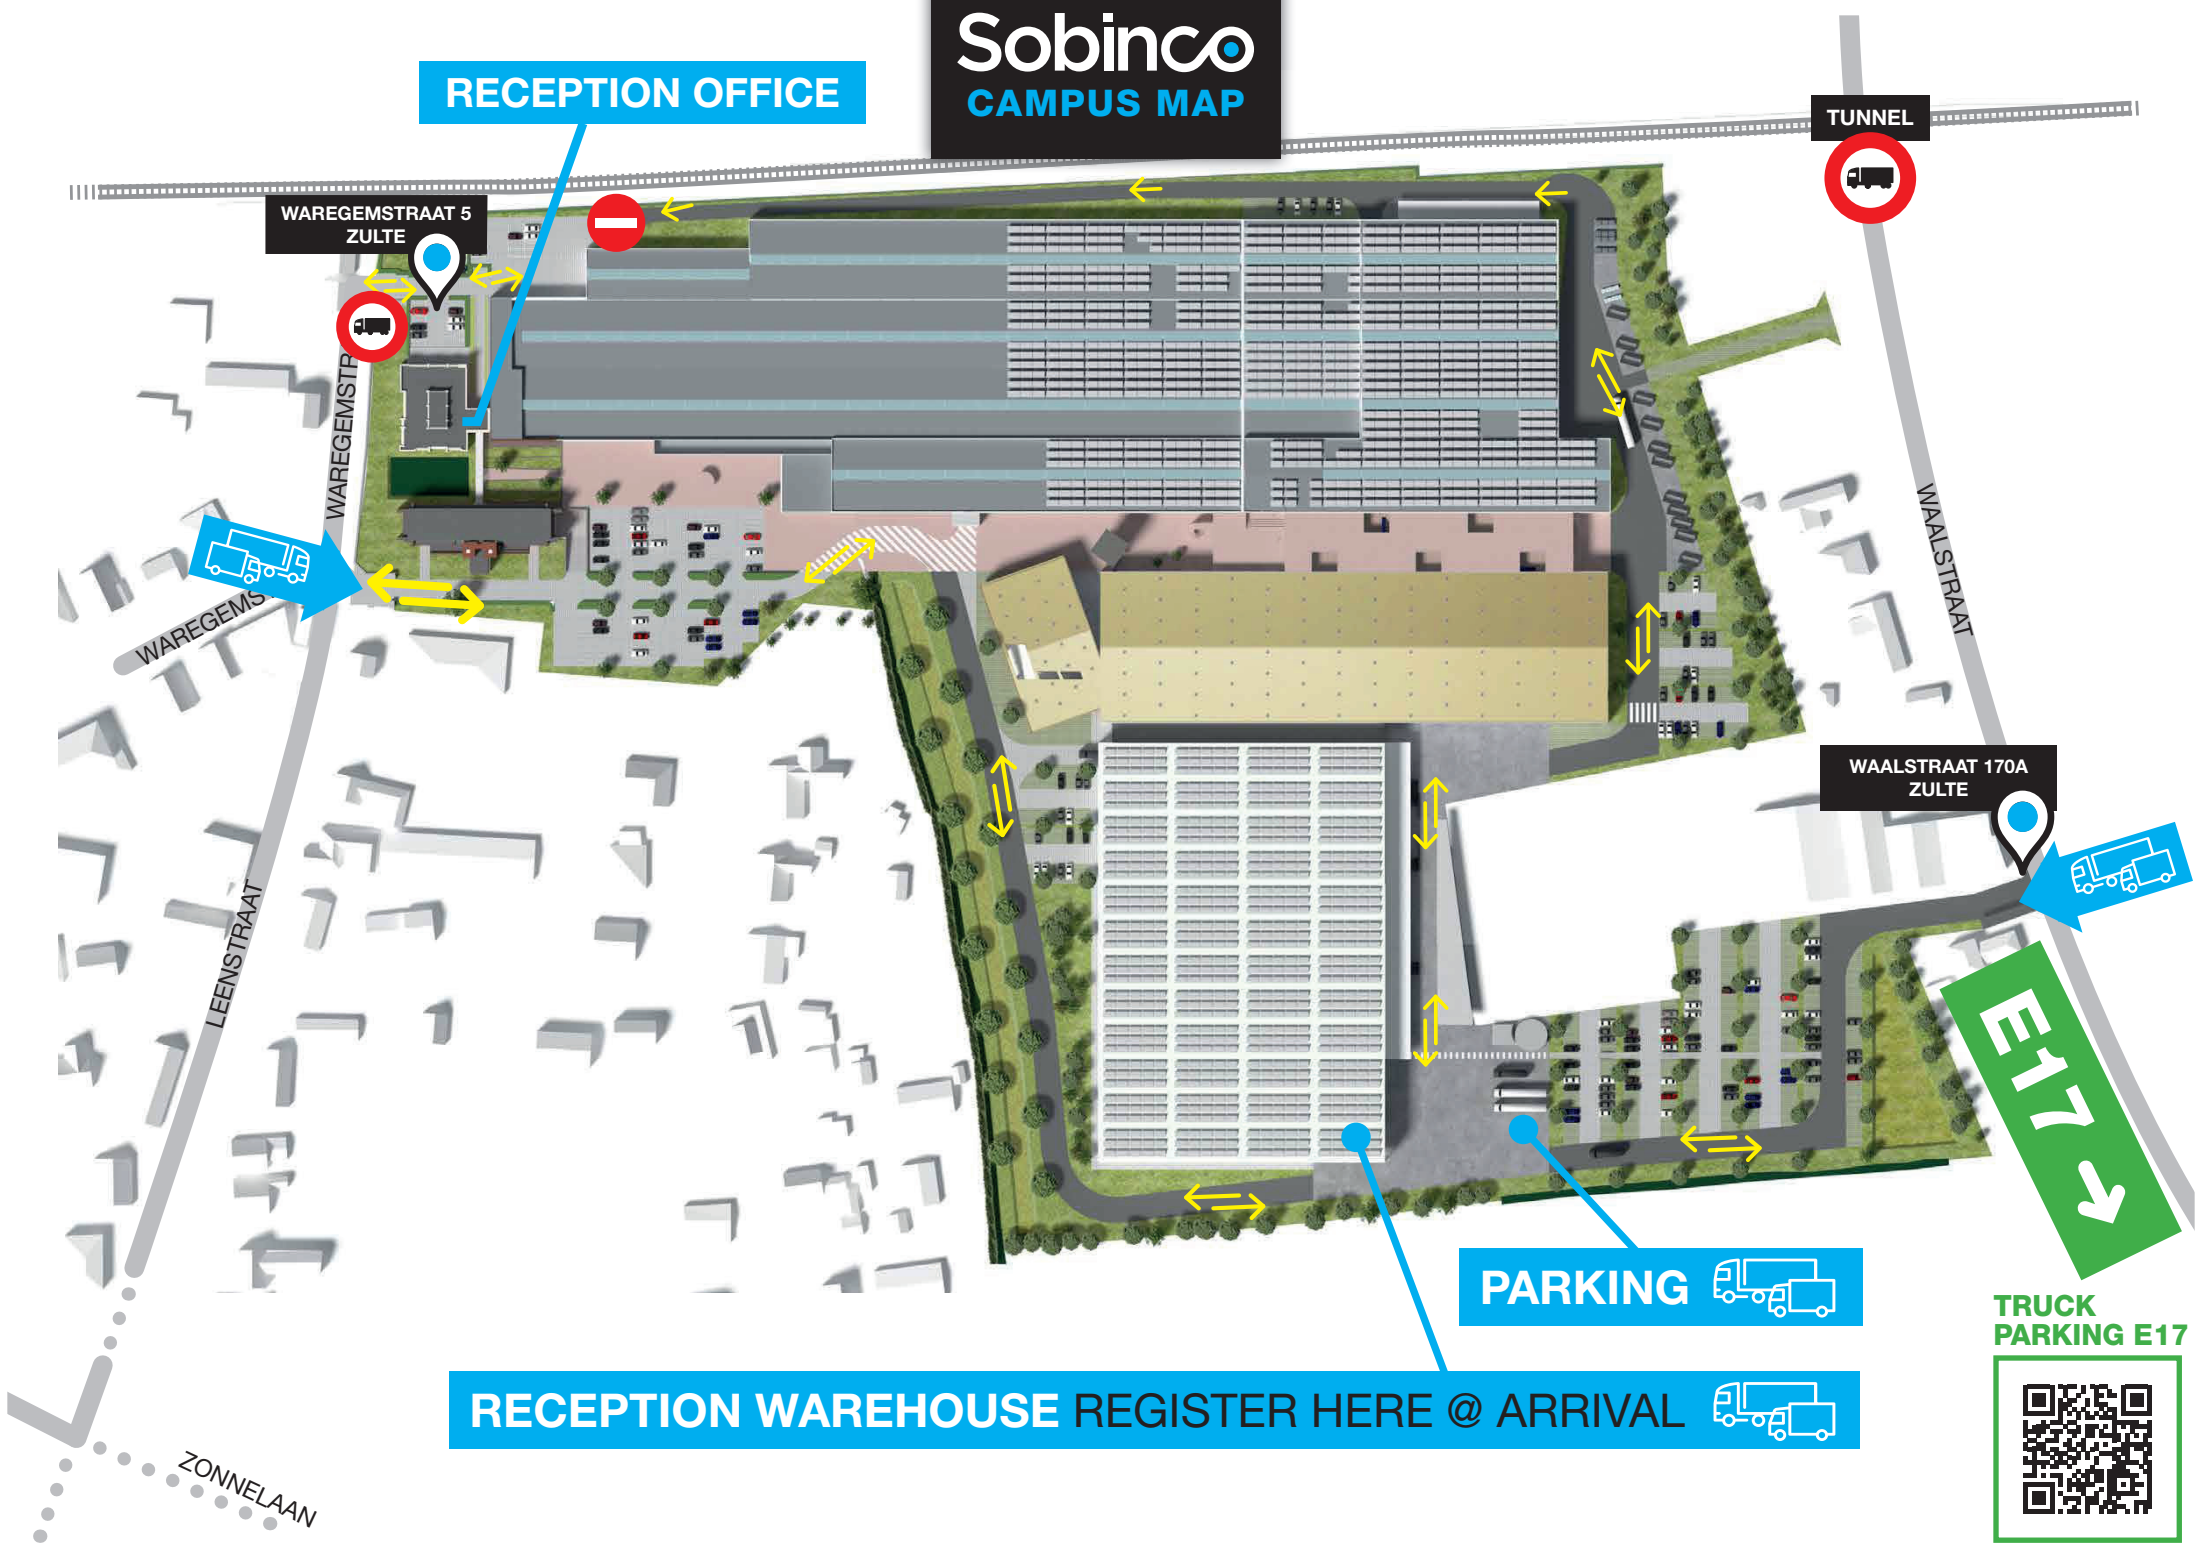 Sobinco
CAMPUS MAP
RECEPTION OFFICE
TUNNEL
WAREGEMSTRAAT 5
ZULTE
WAREGEMSTR
WAALSTRAAT
WAREGEMS
WAALSTRAAT 170A
ZULTE
LEENSTRAAT
E17
PARKING
TRUCK
PARKING E17
RECEPTION WAREHOUSE REGISTER HERE @ ARRIVAL
ZONNELAAN